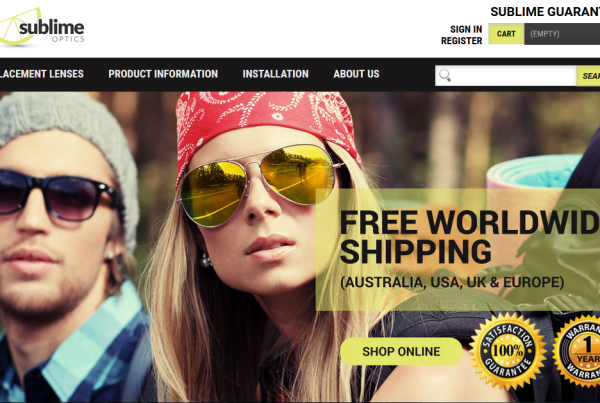 sublime
OPTICS
SUBLIME GUARANT
SIGN IN
REGISTER
CART
(EMPTY)
LACEMENT LENSES
PRODUCT INFORMATION
INSTALLATION
ABOUT US
SEAR
FREE WORLDWID
SHIPPING
(AUSTRALIA, USA, UK & EUROPE)
SHOP ONLINE
SATISFACTION
100%
GUARANTEE
WARRAN
1
YEAR
WARRAN